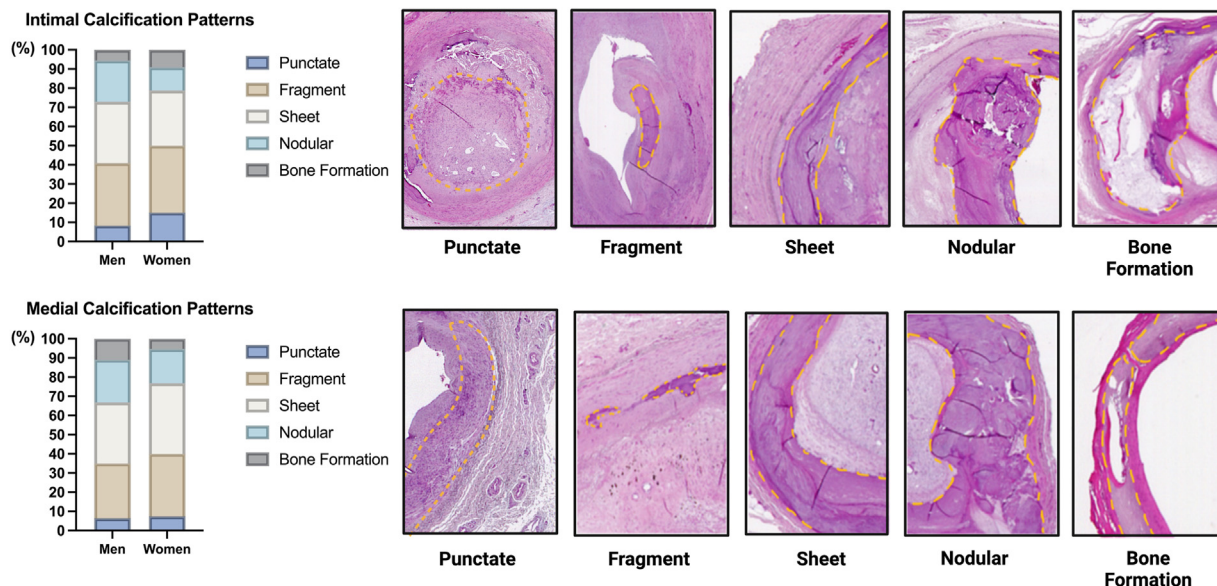 Intimal Calcification Patterns
(%)
100
90
80
70
60
50
40
30
20
10
0
Men Women
Punctate
Fragment
Sheet
Nodular
Bone Formation
Punctate
Fragment
Sheet
Nodular
Bone
Formation
Medial Calcification Patterns
(%)
100
90
80
70
60
50
40
30
20
10
0
Men Women
Punctate
Fragment
Sheet
Nodular
Bone Formation
Punctate
Fragment
Sheet
Nodular
Bone
Formation